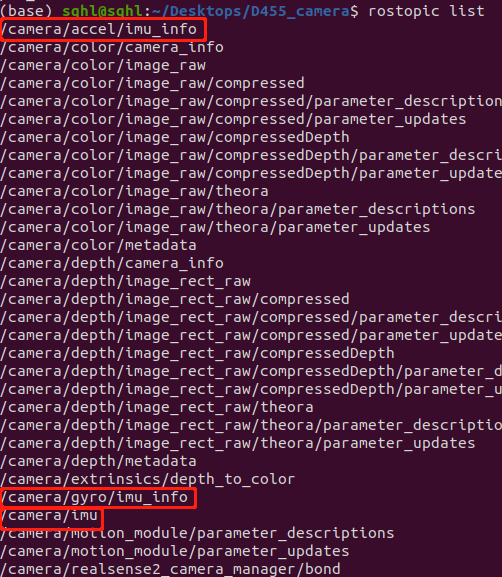 (base) sqhl@sqhl:~/Desktops/D455_camera$ rostopic list
/camera/accel/imu_info
/camera/color/camera_info
/camera/color/image_raw
/camera/color/image_raw/compressed
/camera/color/image_raw/compressed/parameter_description
/camera/color/image_raw/compressed/parameter_updates
/camera/color/image_raw/compressedDepth
/camera/color/image_raw/compressedDepth/parameter_descri
/camera/color/image_raw/compressedDepth/parameter_update
/camera/color/image_raw/theora
/camera/color/image_raw/theora/parameter_descriptions
/camera/color/image_raw/theora/parameter_updates
/camera/color/metadata
/camera/depth/camera_info
/camera/depth/image_rect_raw
/camera/depth/image_rect_raw/compressed
/camera/depth/image_rect_raw/compressed/parameter_descri
/camera/depth/image_rect_raw/compressed/parameter_update
/camera/depth/image_rect_raw/compressedDepth
/camera/depth/image_rect_raw/compressedDepth/parameter_d
/camera/depth/image_rect_raw/compressedDepth/parameter_u
/camera/depth/image_rect_raw/theora
/camera/depth/image_rect_raw/theora/parameter_descriptio
/camera/depth/image_rect_raw/theora/parameter_updates
/camera/depth/metadata
/camera/extrinsics/depth_to_color
/camera/gyro/imu_info
/camera/imu
/camera/motion_module/parameter_descriptions
/camera/motion_module/parameter_updates
/camera/realsense2_camera_manager/bond